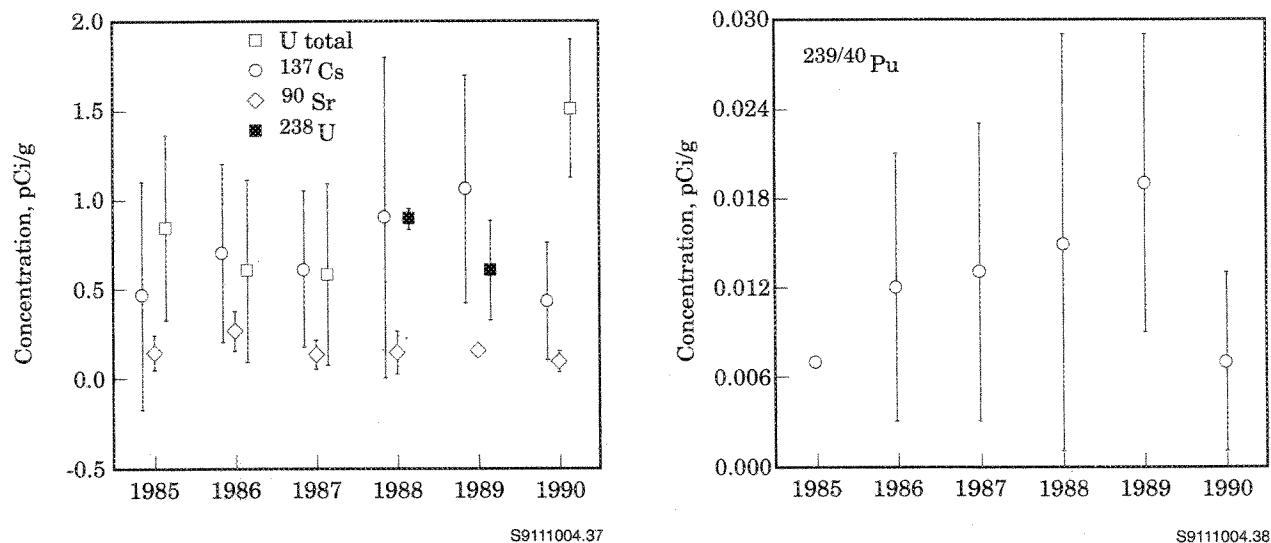 Concentration, pCi/g
2.0
1.5
1.0
0.5
0.0
-0.5
U total
137 Cs
90 Sr
238 U
1985 1986 1987 1988 1989 1990
S9111004.37
Concentration, pCi/g
0.030
0.024
0.018
0.012
0.006
0.000
239/40 Pu
1985 1986 1987 1988 1989 1990
S9111004.38